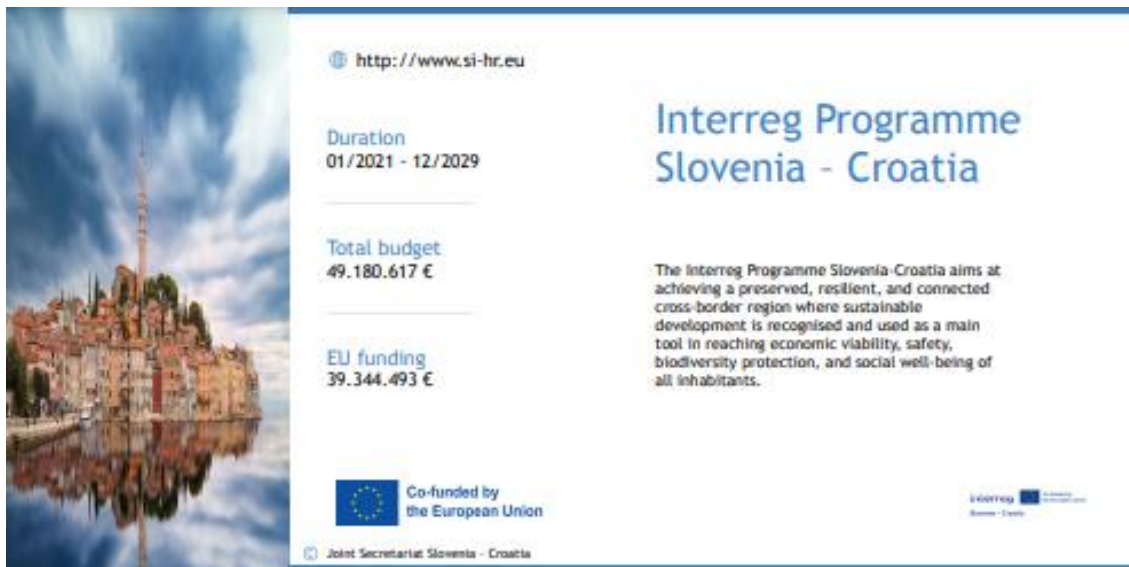 http://www.si-hr.eu
Duration
01/2021 - 12/2029
Total budget
49.180.617 €
EU funding
39.344.493 €
Co-funded by
the European Union
Joint Secretariat Slovenia - Croatia
Interreg Programme
Slovenia - Croatia
The Interreg Programme Slovenia-Croatia aims at
achieving a preserved, resilient, and connected
cross-border region where sustainable
development is recognised and used as a main
tool in reaching economic viability, safety,
biodiversity protection, and social well-being of
all inhabitants.
Interreg
Slovenia - Croatia